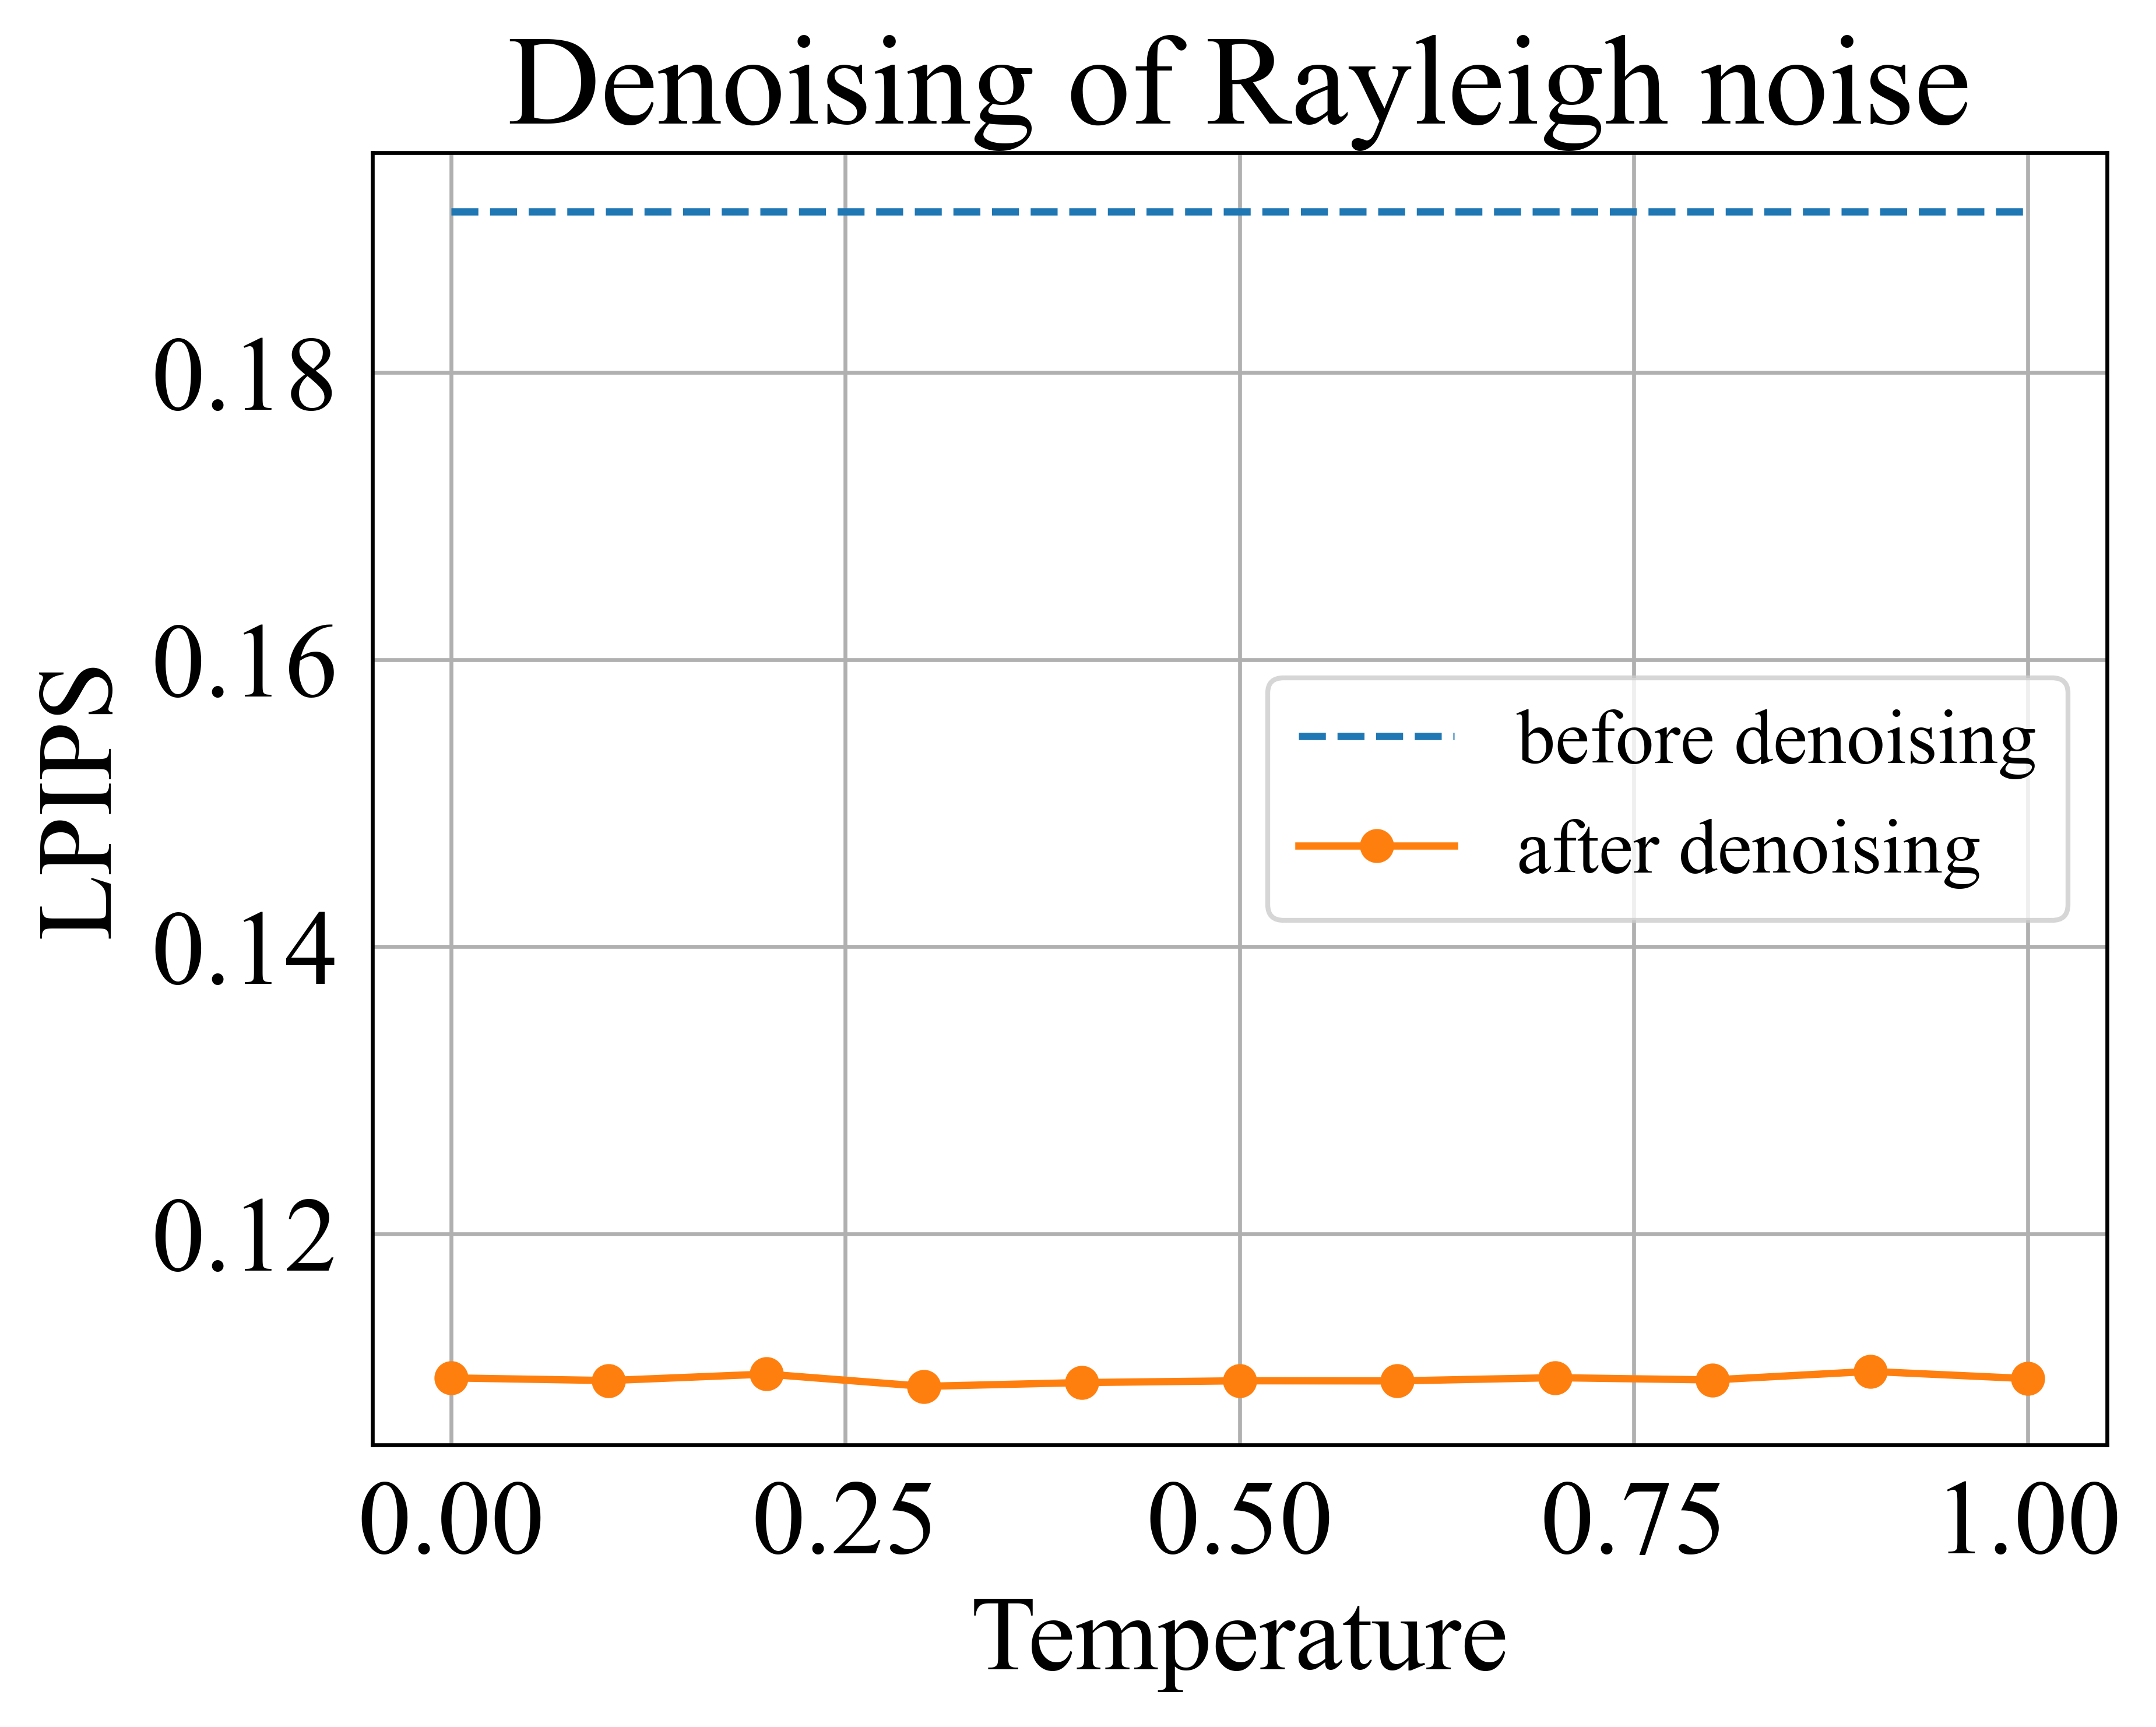 Denoising of Rayleigh noise
0.18
0.16
0.14
0.12
LPIPS
before denoising
after denoising
0.00 0.25 0.50 0.75 1.00
Temperature